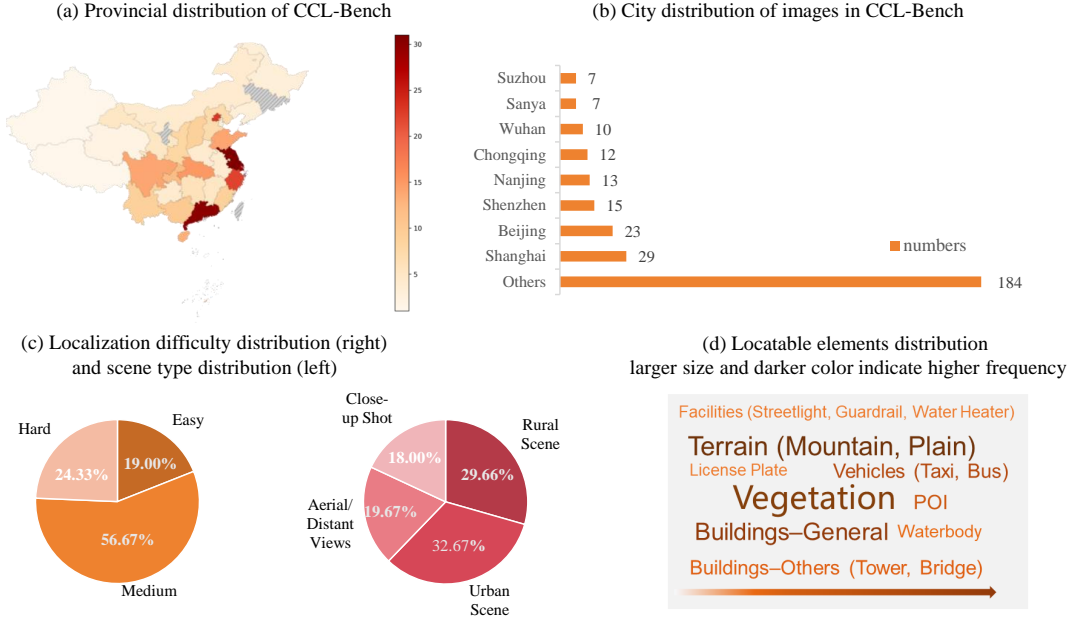 (a) Provincial distribution of CCL-Bench
30
25
20
15
10
5
(b) City distribution of images in CCL-Bench
Suzhou 7
Sanya 7
Wuhan 10
Chongqing 12
Nanjing 13
Shenzhen 15
Beijing 23
Shanghai 29
Others 184
numbers
(c) Localization difficulty distribution (right)
and scene type distribution (left)
Hard
Easy
24.33%
19.00%
56.67%
Medium
Close-
up Shot
Rural
Scene
18.00%
29.66%
Aerial/
Distant
Views
19.67%
32.67%
Urban
Scene
(d) Locatable elements distribution
larger size and darker color indicate higher frequency
Facilities (Streetlight, Guardrail, Water Heater)
Terrain (Mountain, Plain)
License Plate Vehicles (Taxi, Bus)
Vegetation POI
Buildings–General Waterbody
Buildings–Others (Tower, Bridge)